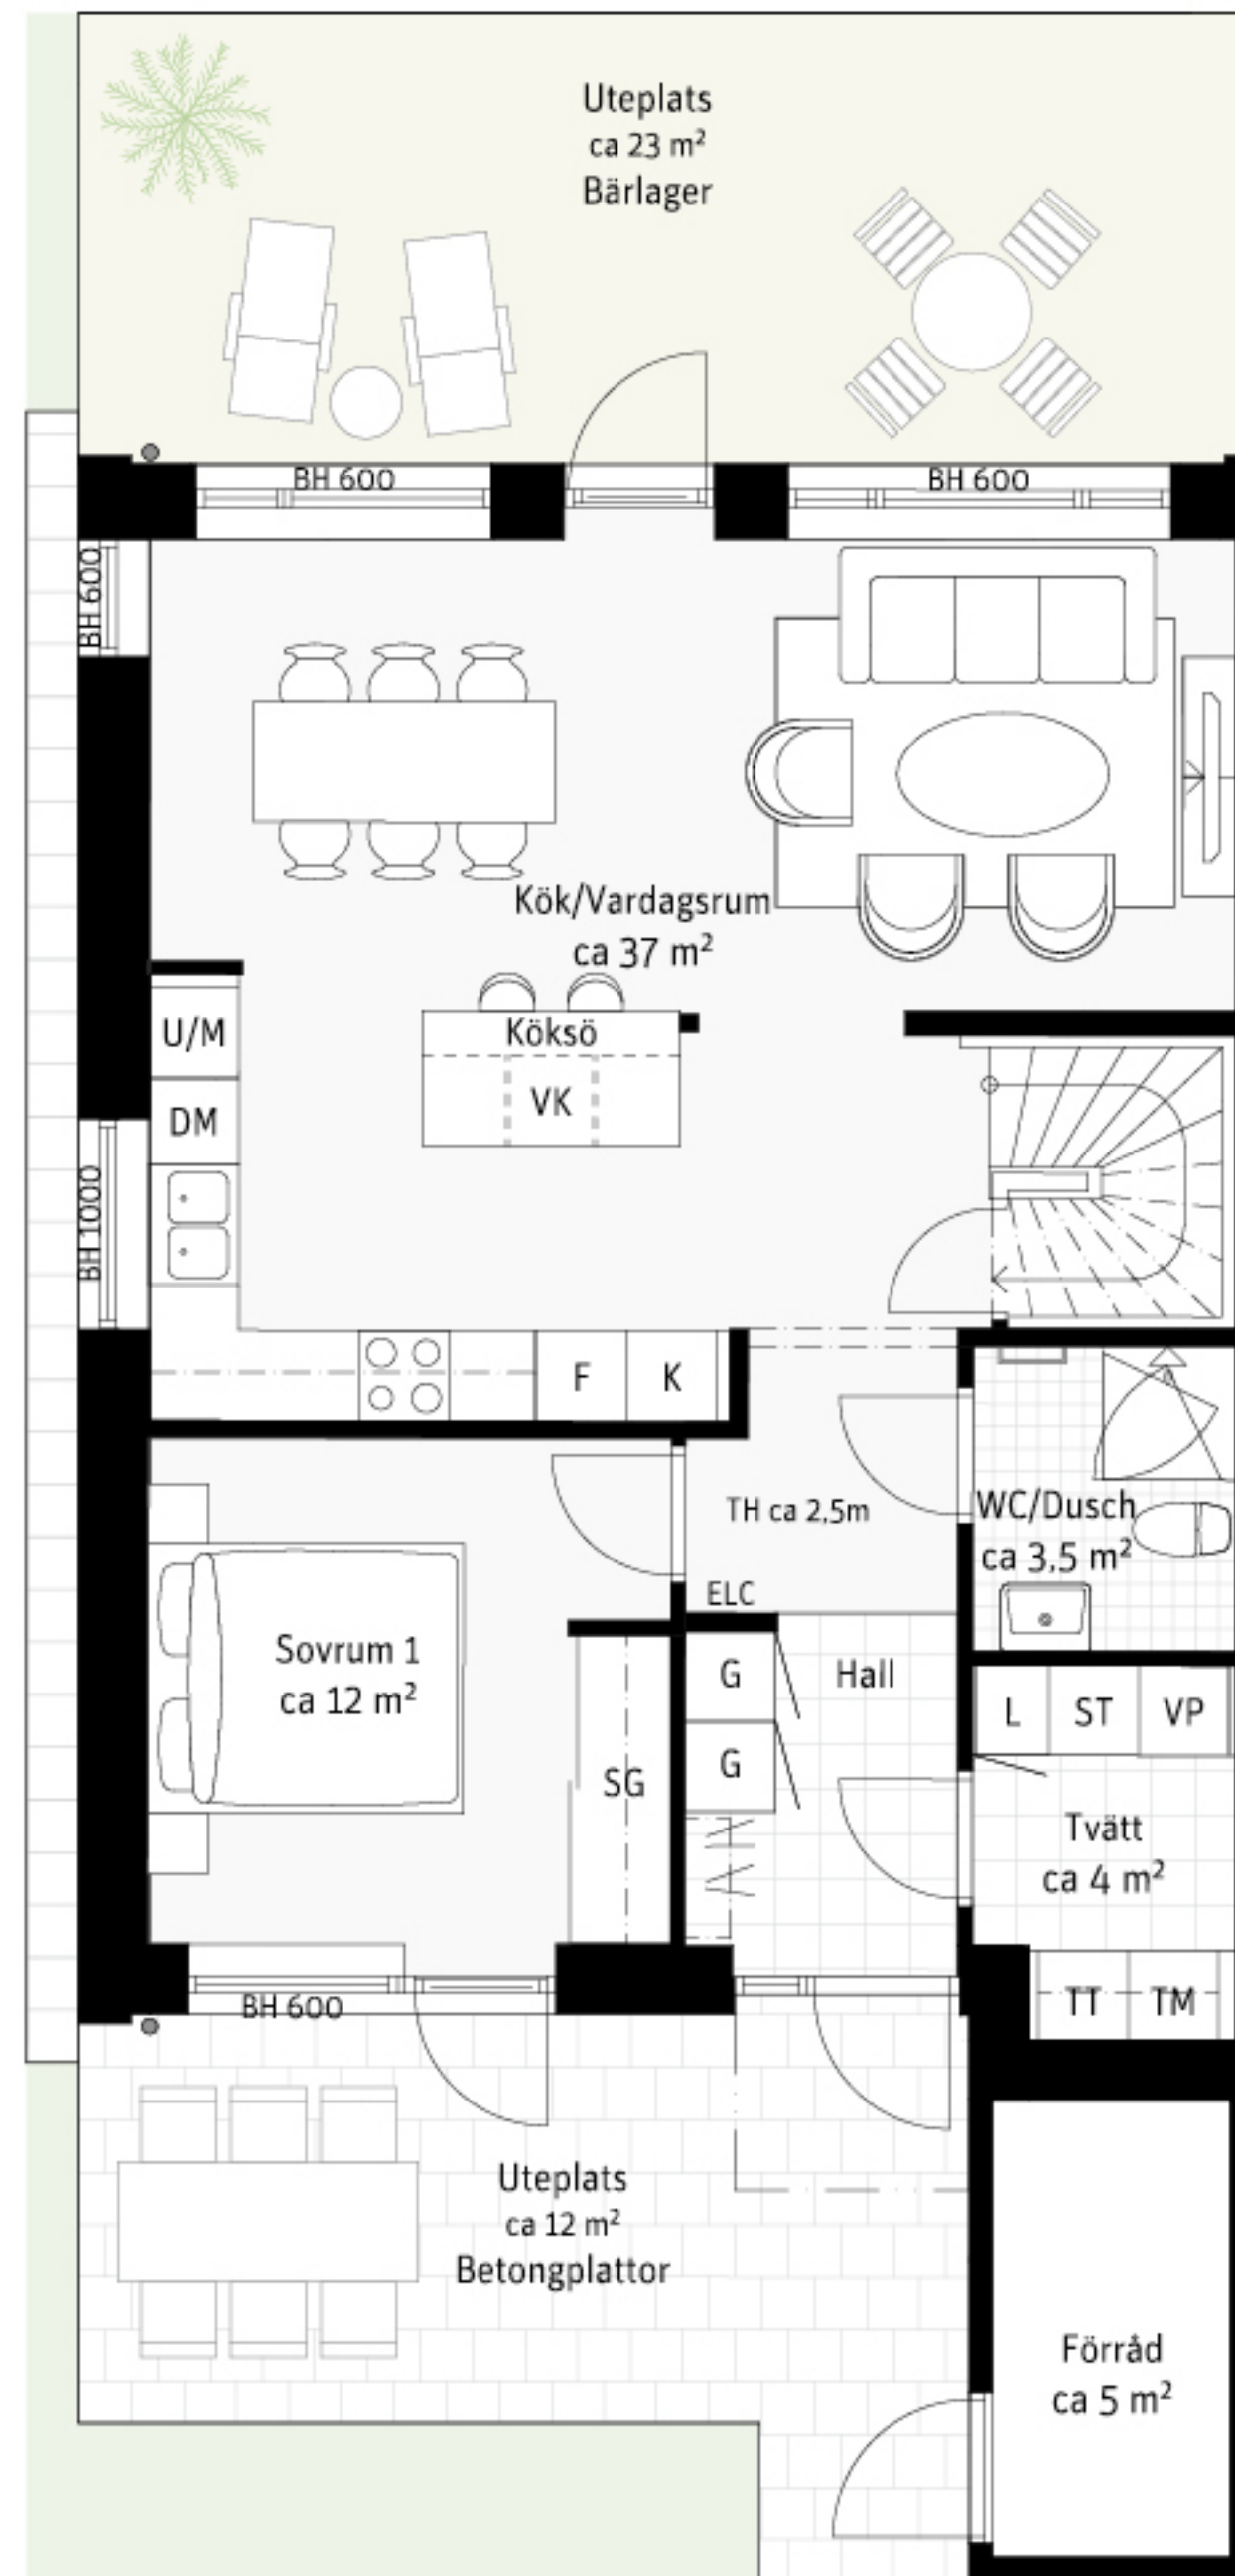 Uteplats
ca 23 m²
Bärlager
BH 600
BH 600
BH 600
Kök/Vardagsrum
ca 37 m²
U/M
Köksö
VK
DM
BH 1000
F
K
TH ca 2,5m
WC/Dusch
ca 3,5 m²
ELC
Sovrum 1
ca 12 m²
G
Hall
G
SG
L
ST
VP
Tvätt
ca 4 m²
BH 600
TT
TM
Uteplats
ca 12 m²
Betongplattor
Förråd
ca 5 m²